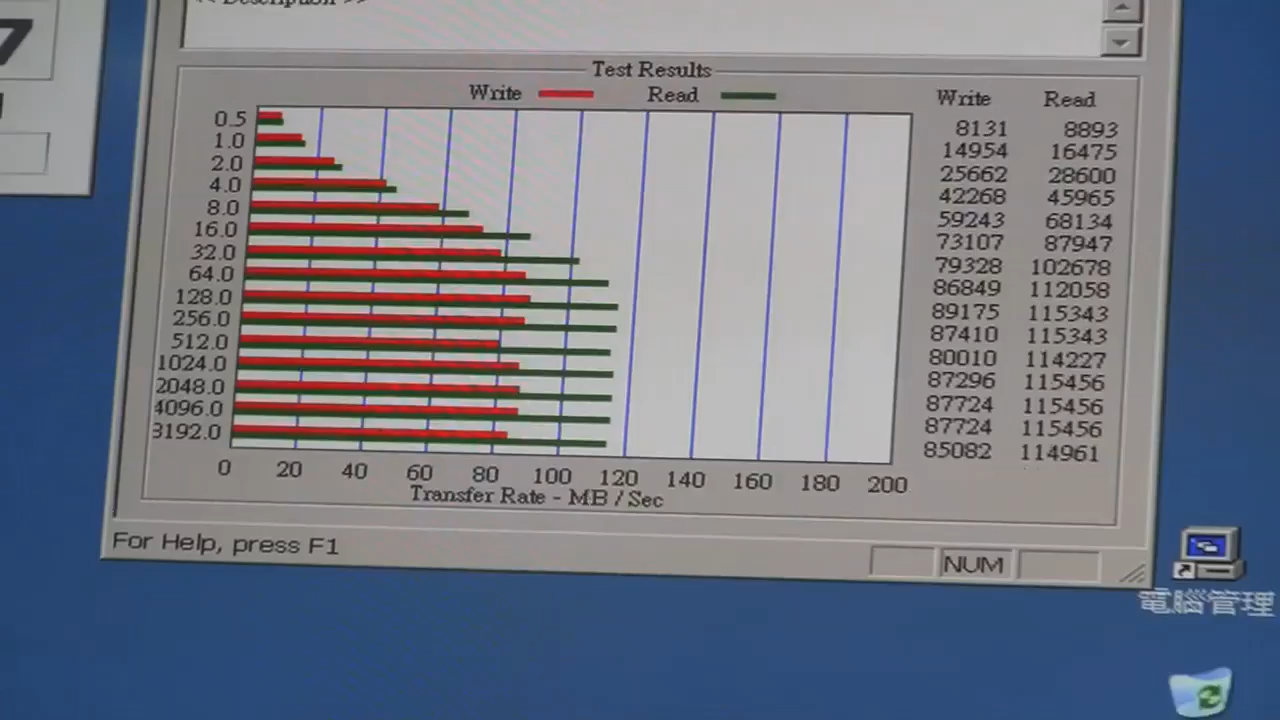 << Description >>
7
Test Results
Write Read
Write Read
0.5 8131 8893
1.0 14954 16475
2.0 25662 28600
4.0 42268 45965
8.0 59243 68134
16.0 73107 87947
32.0 79328 102678
64.0 86849 112058
128.0 89175 115343
256.0 87410 115343
512.0 80010 114227
1024.0 87296 115456
2048.0 87724 115456
4096.0 87724 115456
8192.0 85082 114961
0 20 40 60 80 100 120 140 160 180 200
Transfer Rate - MB / Sec
For Help, press F1
NUM
電腦管理